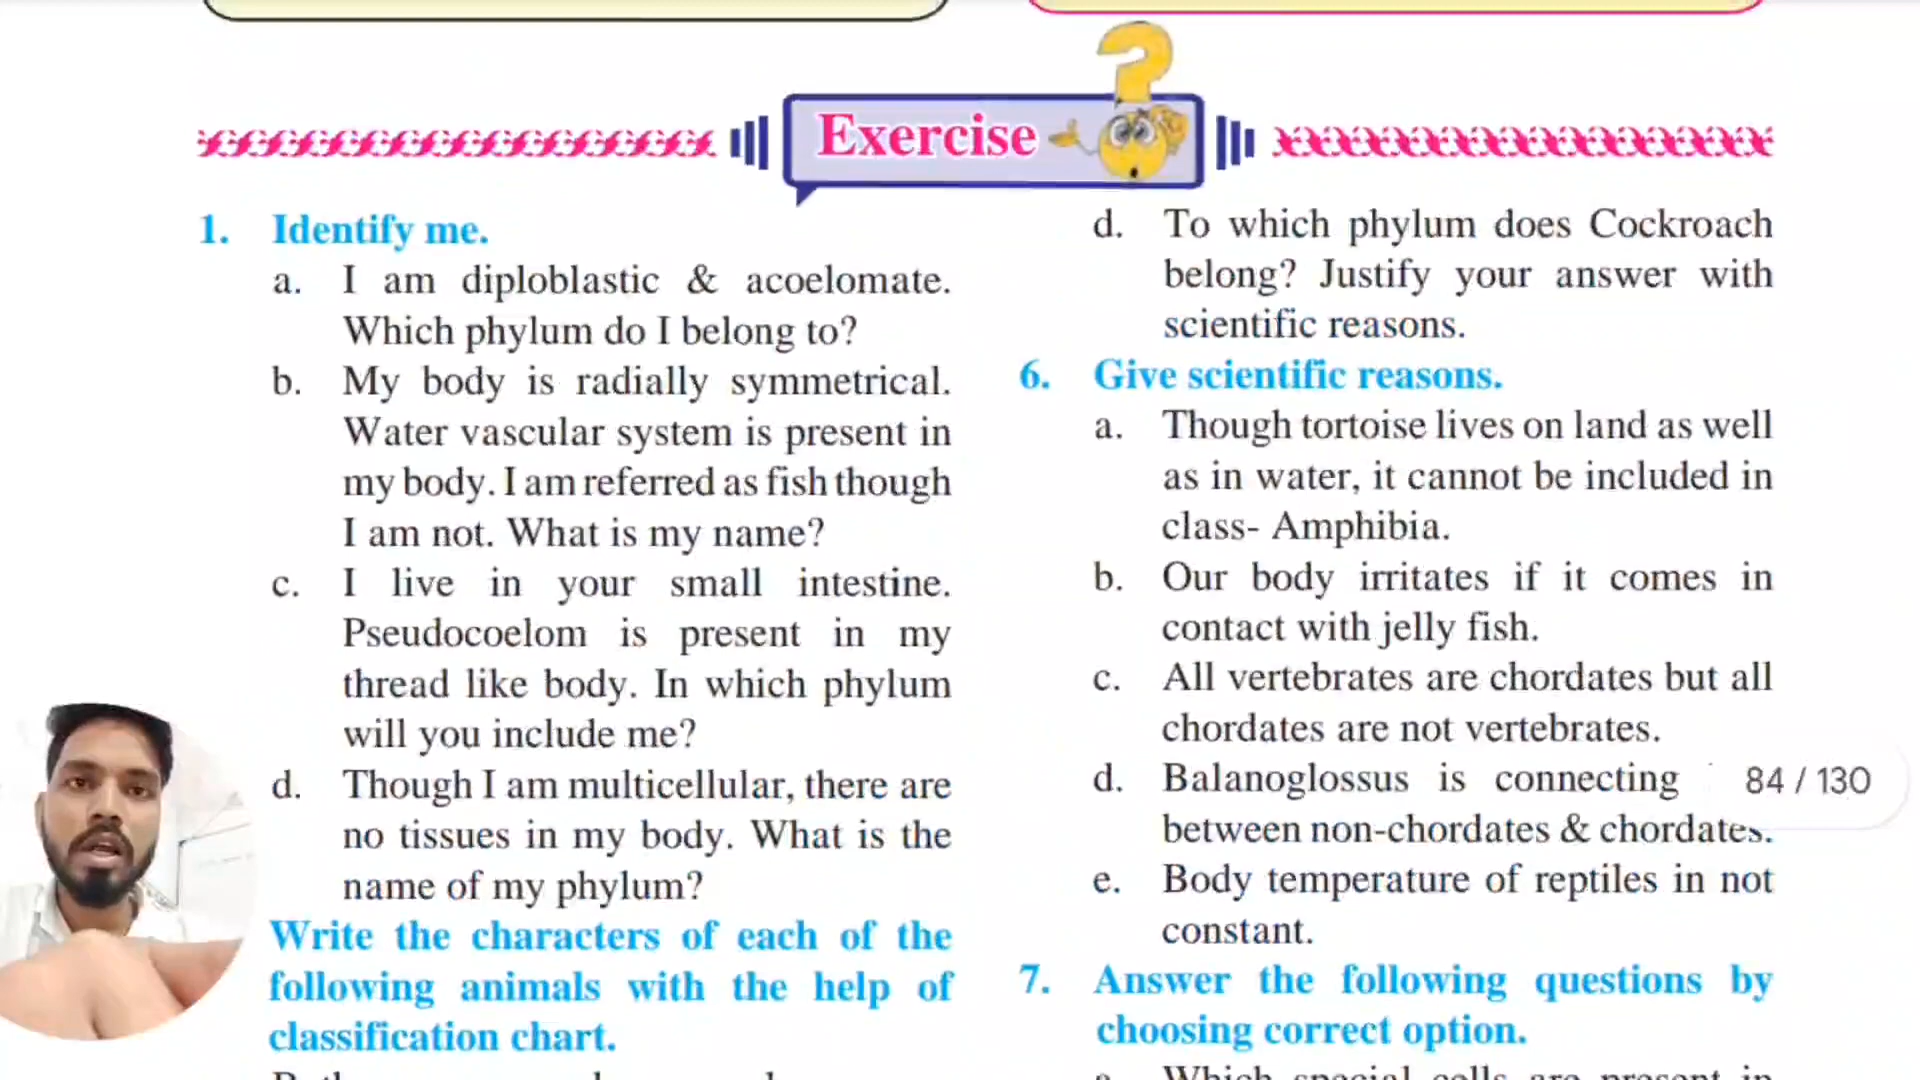 Exercise
1. Identify me.
a. I am diploblastic & acoelomate.
Which phylum do I belong to?
b. My body is radially symmetrical.
Water vascular system is present in
my body. I am referred as fish though
I am not. What is my name?
c. I live in your small intestine.
Pseudocoelom is present in my
thread like body. In which phylum
will you include me?
d. Though I am multicellular, there are
no tissues in my body. What is the
name of my phylum?
Write the characters of each of the
following animals with the help of
classification chart.
d. To which phylum does Cockroach
belong? Justify your answer with
scientific reasons.
6. Give scientific reasons.
a. Though tortoise lives on land as well
as in water, it cannot be included in
class- Amphibia.
b. Our body irritates if it comes in
contact with jelly fish.
c. All vertebrates are chordates but all
chordates are not vertebrates.
d. Balanoglossus is connecting
between non-chordates & chordates.
e. Body temperature of reptiles in not
constant.
7. Answer the following questions by
choosing correct option.
a. Which special cells are present in
84 / 130